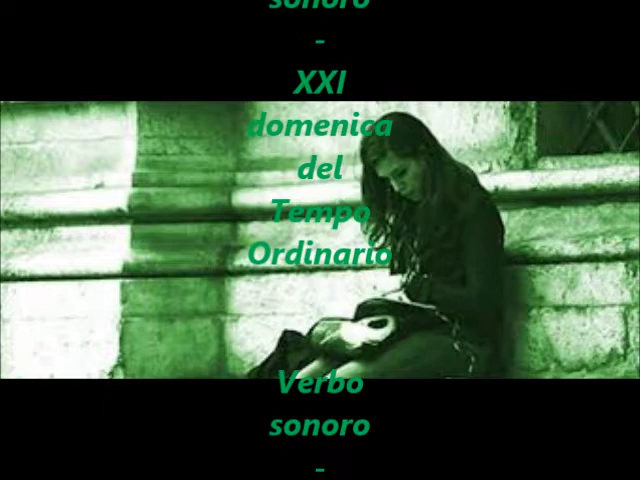 sonoro
-
XXI
domenica
del
Tempo
Ordinario
Verbo
sonoro
-